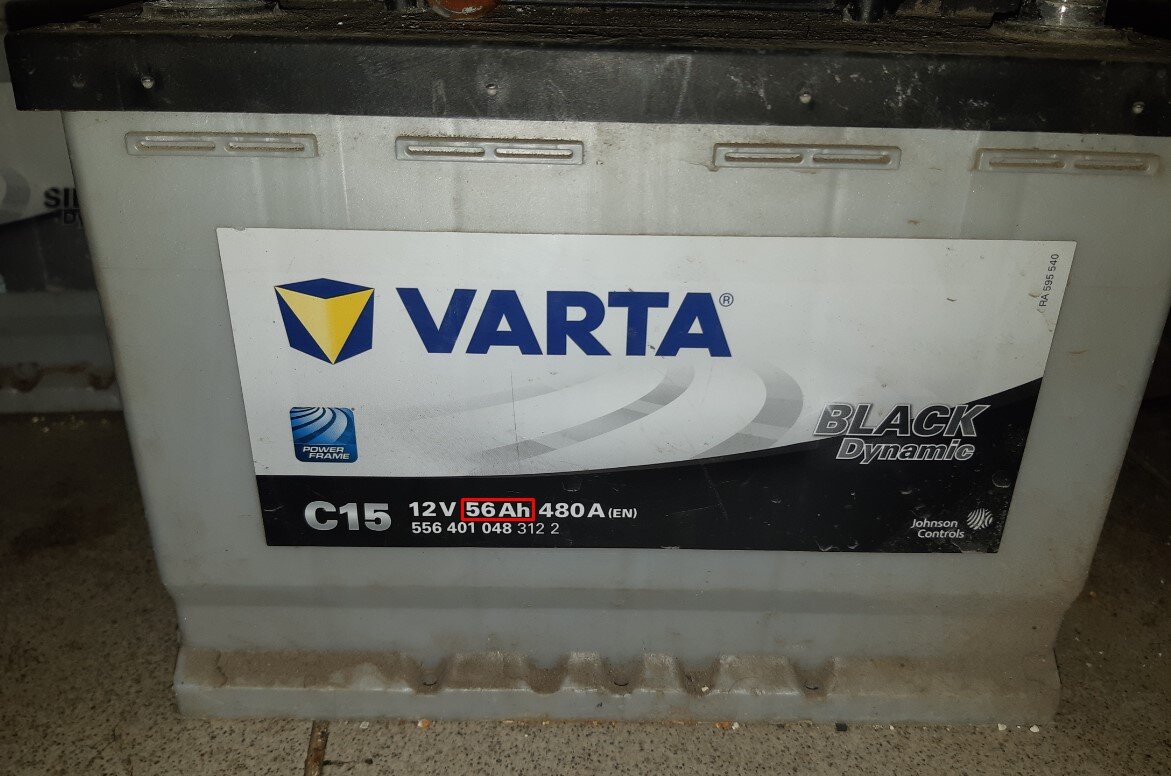 RA 595 540
VARTA®
BLACK
Dynamic
POWER
FRAME
C15 12V 56Ah 480A (EN)
556 401 048 312 2
Johnson
Controls